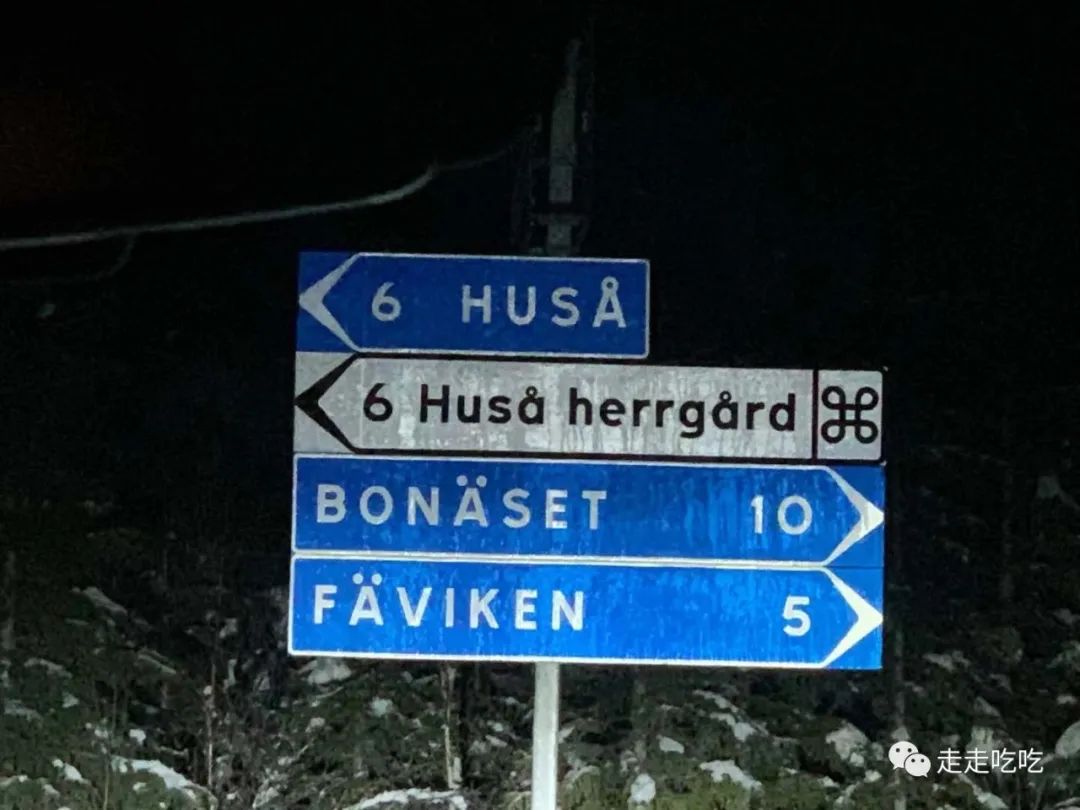 6 HUSÅ
6 Huså herrgård ⌘
BONÄSET 10
FÄVIKEN 5
走走吃吃